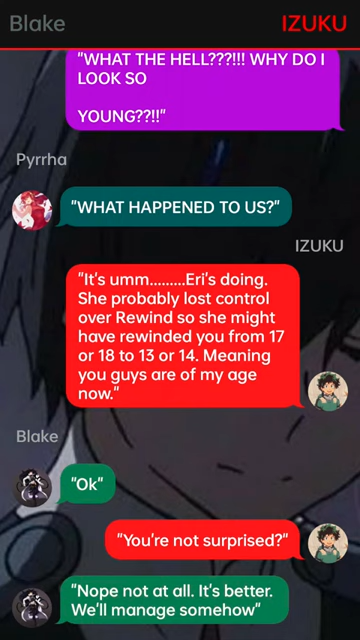 Blake
IZUKU
"WHAT THE HELL???!!! WHY DO I
LOOK SO
YOUNG??!!"
Pyrrha
"WHAT HAPPENED TO US?"
IZUKU
"It's umm.........Eri's doing.
She probably lost control
over Rewind so she might
have rewinded you from 17
or 18 to 13 or 14. Meaning
you guys are of my age
now."
Blake
"Ok"
"You're not surprised?"
"Nope not at all. It's better.
We'll manage somehow"